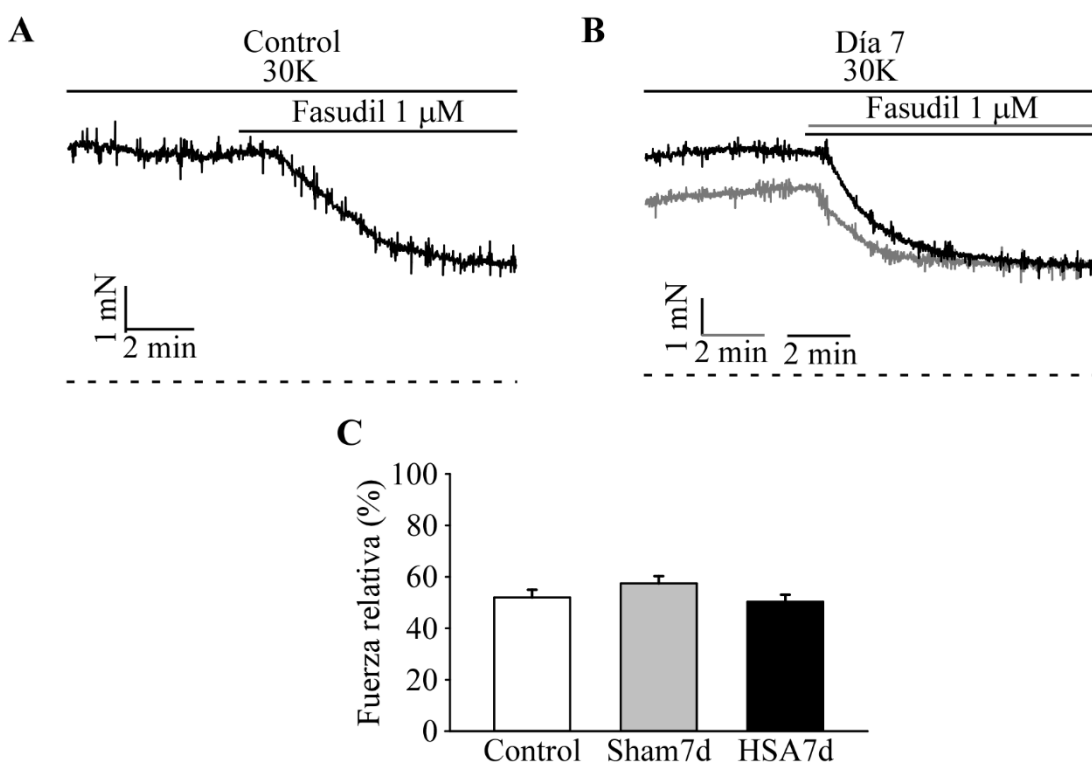 A
Control
30K
Fasudil 1 μM
1 mN
2 min
B
Día 7
30K
Fasudil 1 μM
1 mN
2 min
2 min
C
Fuerza relativa (%)
100
80
60
40
20
0
Control
Sham7d
HSA7d